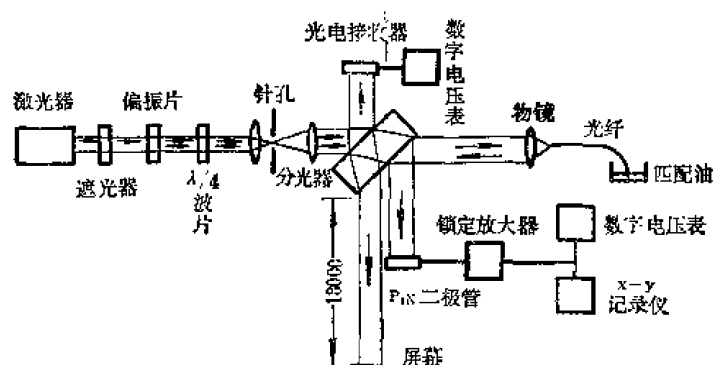 光电接收器
数字电压表
激光器
偏振片
针孔
物镜
光纤
遮光器
λ/4波片
分光器
匹配油
锁定放大器
数字电压表
18000
PiN二极管
x-y
记录仪
屏幕